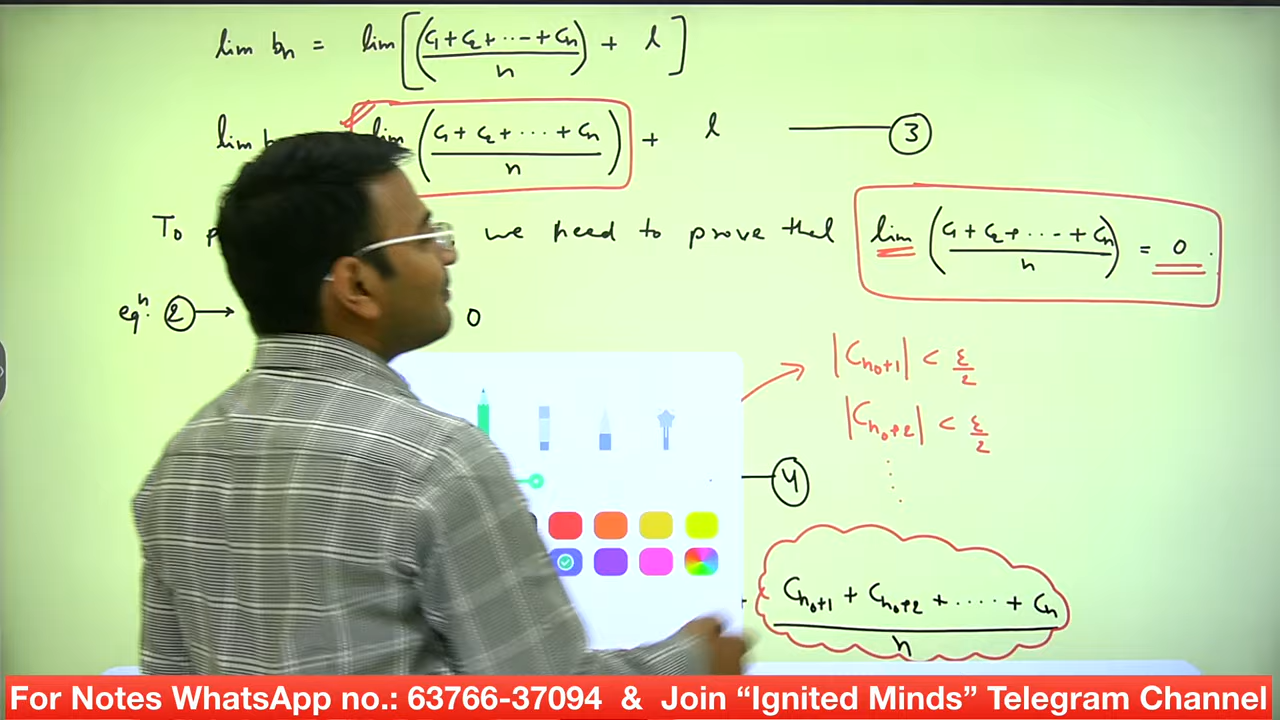 lim bₙ = lim [ (C₁+C₂+⋯+Cₙ)/n + l ]
lim b lim ( (C₁+C₂+⋯+Cₙ)/n ) + l — ③
To p we need to prove that lim ( (C₁+C₂+⋯+Cₙ)/n ) = 0.
eqⁿ. ② → 0
|Cₙ₀₊₁| < ε/2
|Cₙ₀₊₂| < ε/2
⋮
— ④
(Cₙ₀₊₁ + Cₙ₀₊₂ + ⋯⋅ + Cₙ)/n
For Notes WhatsApp no.: 63766-37094 & Join “Ignited Minds” Telegram Channel